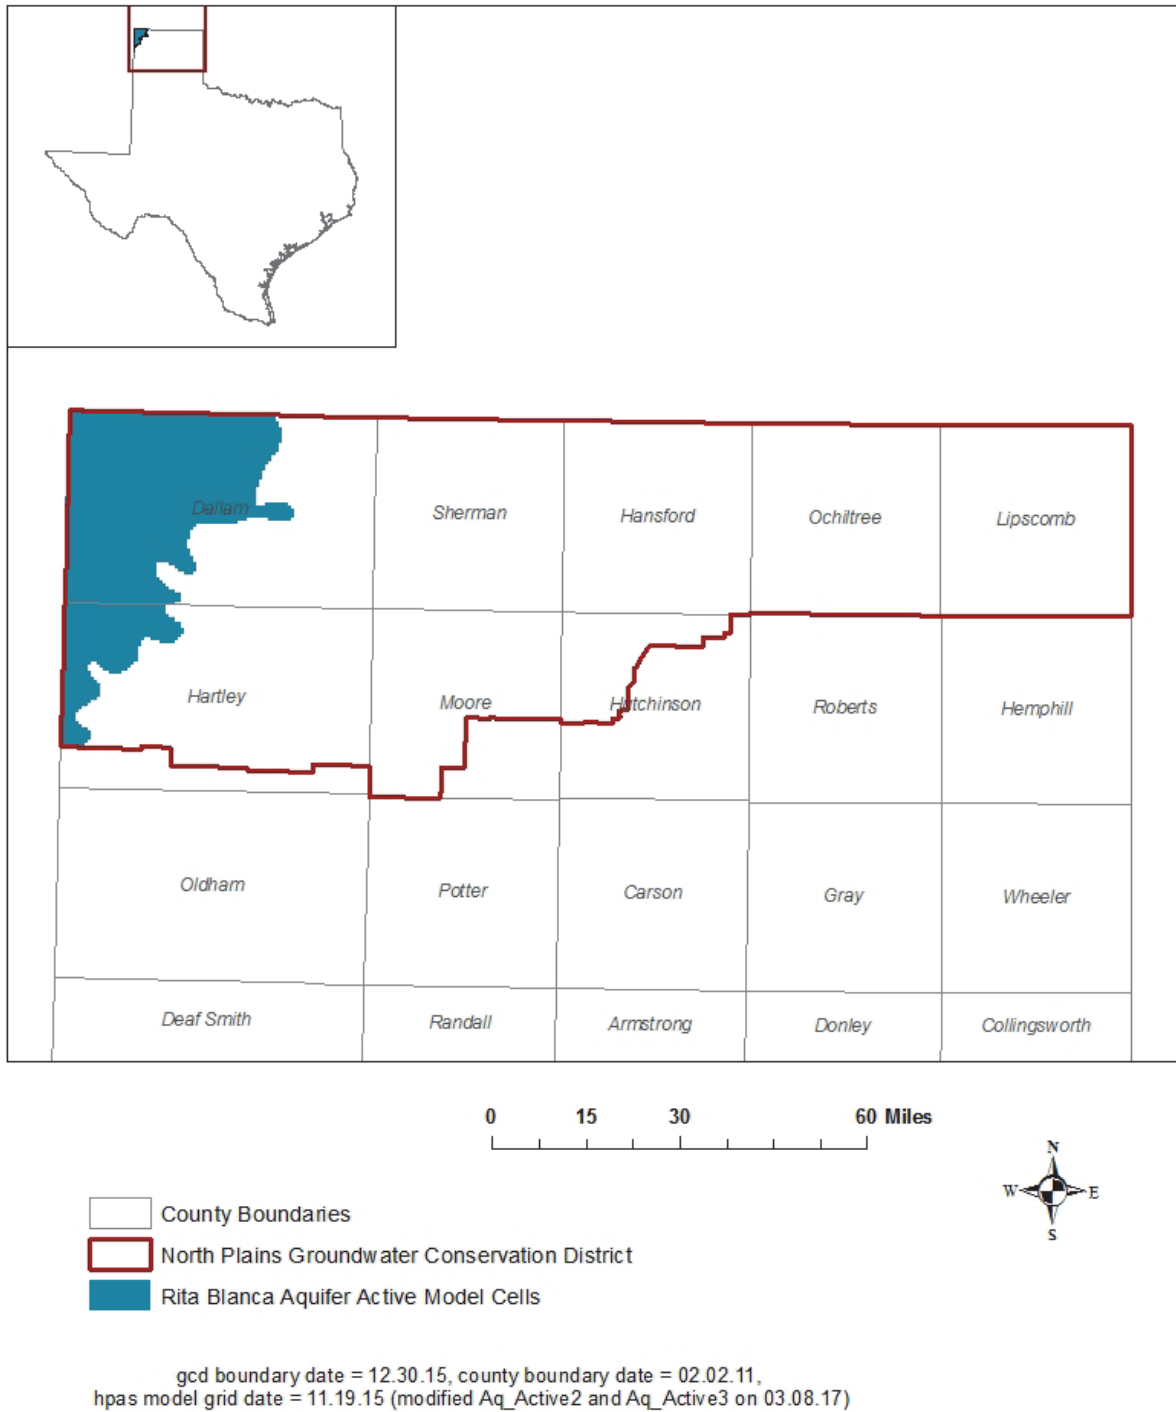 Dallam
Sherman
Hansford
Ochiltree
Lipscomb
Hartley
Moore
Hutchinson
Roberts
Hemphill
Oldham
Potter
Carson
Gray
Wheeler
Deaf Smith
Randall
Armstrong
Donley
Collingsworth
0 15 30 60 Miles
N
W E
S
County Boundaries
North Plains Groundwater Conservation District
Rita Blanca Aquifer Active Model Cells
gcd boundary date = 12.30.15, county boundary date = 02.02.11,
hpas model grid date = 11.19.15 (modified Aq_Active2 and Aq_Active3 on 03.08.17)